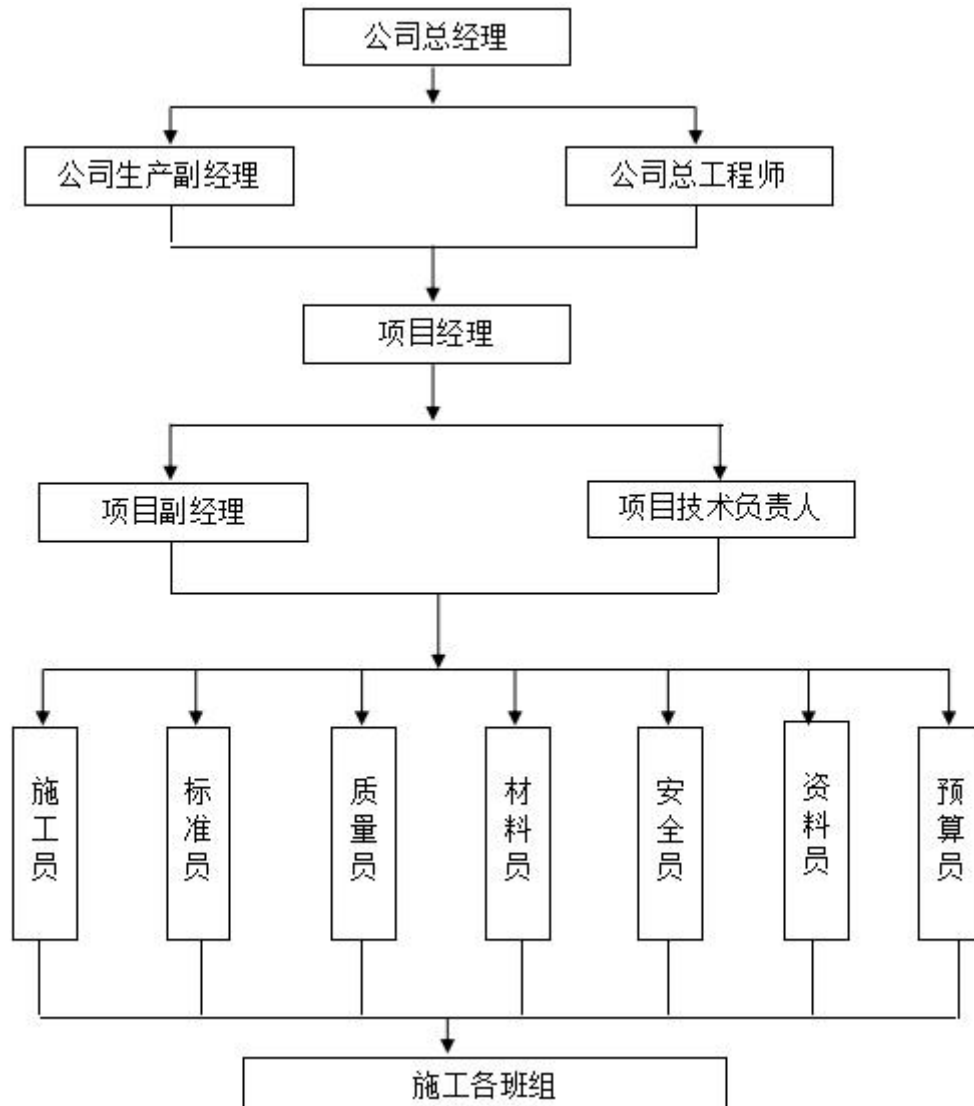 公司总经理
公司生产副经理
公司总工程师
项目经理
项目副经理
项目技术负责人
施工员
标准员
质量员
材料员
安全员
资料员
预算员
施工各班组